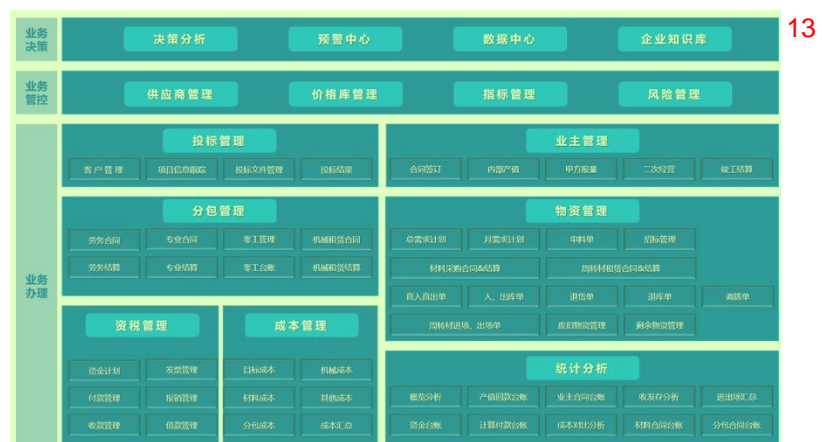 13
业务决策
决策分析 预警中心 数据中心 企业知识库
业务管控
供应商管理 价格库管理 指标管理 风险管理
业务办理
投标管理
客户管理 项目信息跟踪 投标文件管理 投标结果
业主管理
合同签订 内部产值 甲方报量 二次经营 竣工结算
分包管理
劳务合同 专业合同 零工管理 机械租赁合同
劳务结算 专业结算 零工台账 机械租赁结算
物资管理
总需求计划 月需求计划 申料单 招标管理
材料采购合同&结算 周转材租赁合同&结算
直入直出单 入、出库单 退货单 退库单 调拨单
周转材进场、出场单 废旧物资管理 剩余物资管理
资税管理
资金计划 发票管理
付款管理 报销管理
收款管理 借款管理
成本管理
目标成本 机械成本
材料成本 其他成本
分包成本 成本汇总
统计分析
概览分析 产值回款台账 业主合同台账 收发存分析 进出场汇总
资金台账 计算付款台账 成本对比分析 材料合同台账 分包合同台账